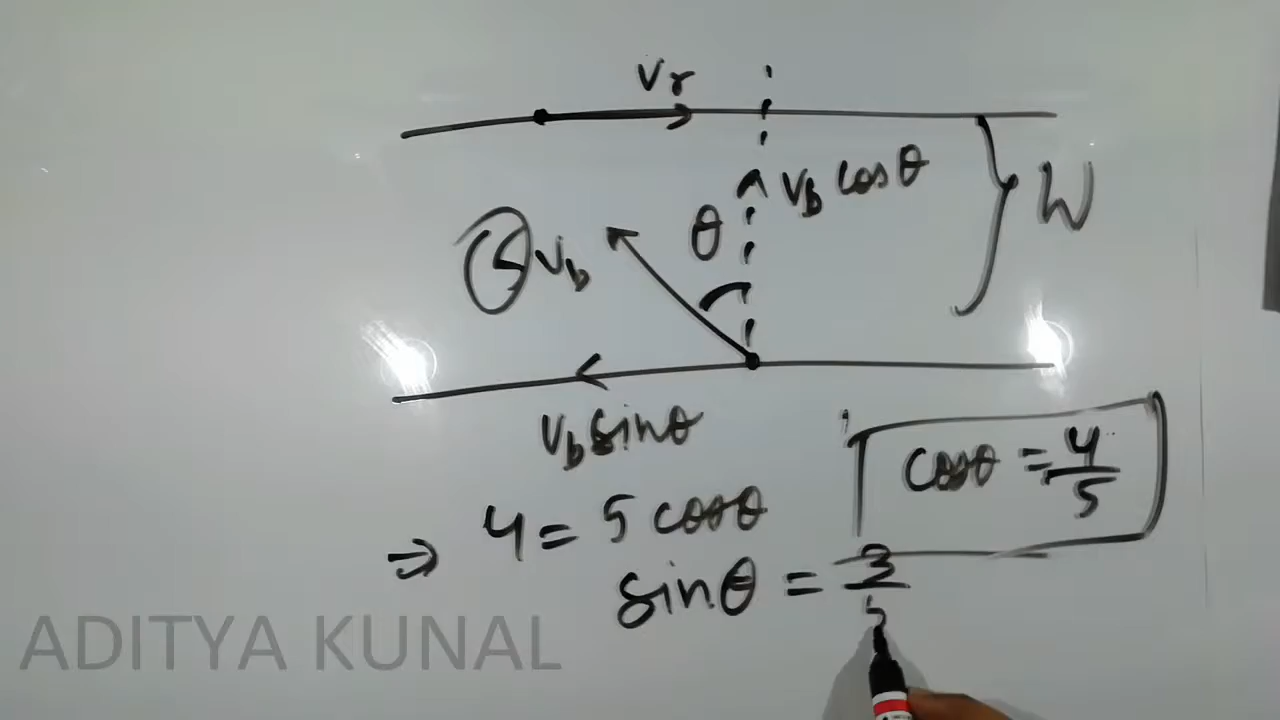 vr
vb cosθ
θ
W
5 vb
vb sinθ
cosθ = 4/5
⇒ 4 = 5 cosθ
sinθ = 3/5
ADITYA KUNAL